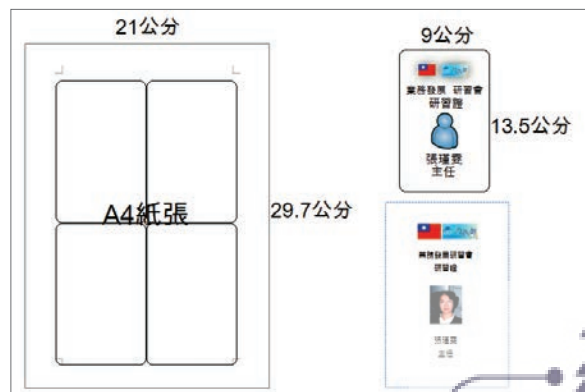 21公分
9公分
業務發展 研習會
研習證
張瑾雯
主任
13.5公分
A4紙張
29.7公分
業務發展研習會
研習證
張瑾雯
主任